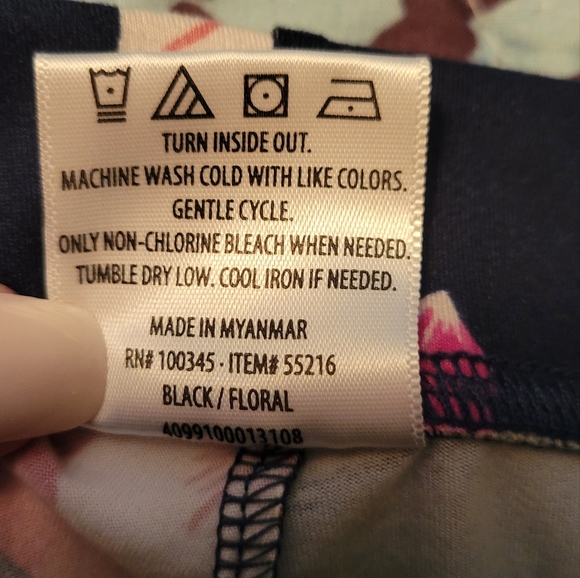 TURN INSIDE OUT.
MACHINE WASH COLD WITH LIKE COLORS.
GENTLE CYCLE.
ONLY NON-CHLORINE BLEACH WHEN NEEDED.
TUMBLE DRY LOW. COOL IRON IF NEEDED.
MADE IN MYANMAR
RN# 100345 · ITEM# 55216
BLACK / FLORAL
4099100013108